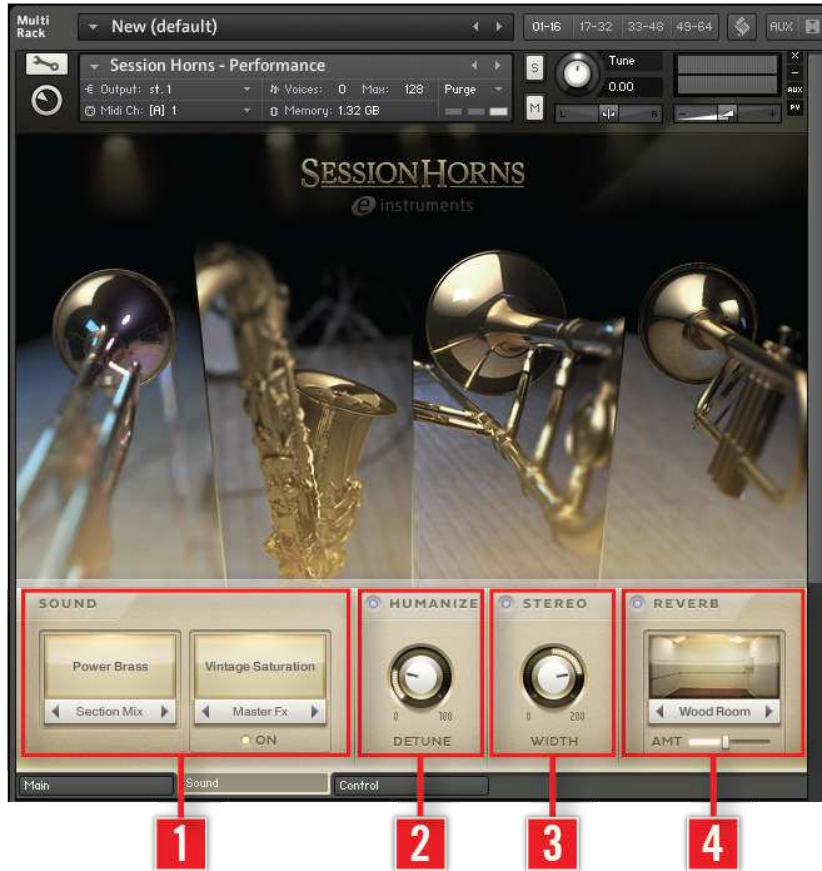 Multi Rack
New (default)
01-16 17-32 33-48 49-64 AUX
Session Horns - Performance
Output: st.1 Voices: 0 Max: 128 Purge
Midi Ch: [A] 1 Memory: 1.32 GB
S
M
Tune
0.00
L R
- +
×
–
AUX
PV
SESSIONHORNS
e instruments
SOUND
Power Brass
Section Mix
Vintage Saturation
Master Fx
ON
HUMANIZE
0 100
DETUNE
STEREO
0 200
WIDTH
REVERB
Wood Room
AMT
Main Sound Control
1 2 3 4